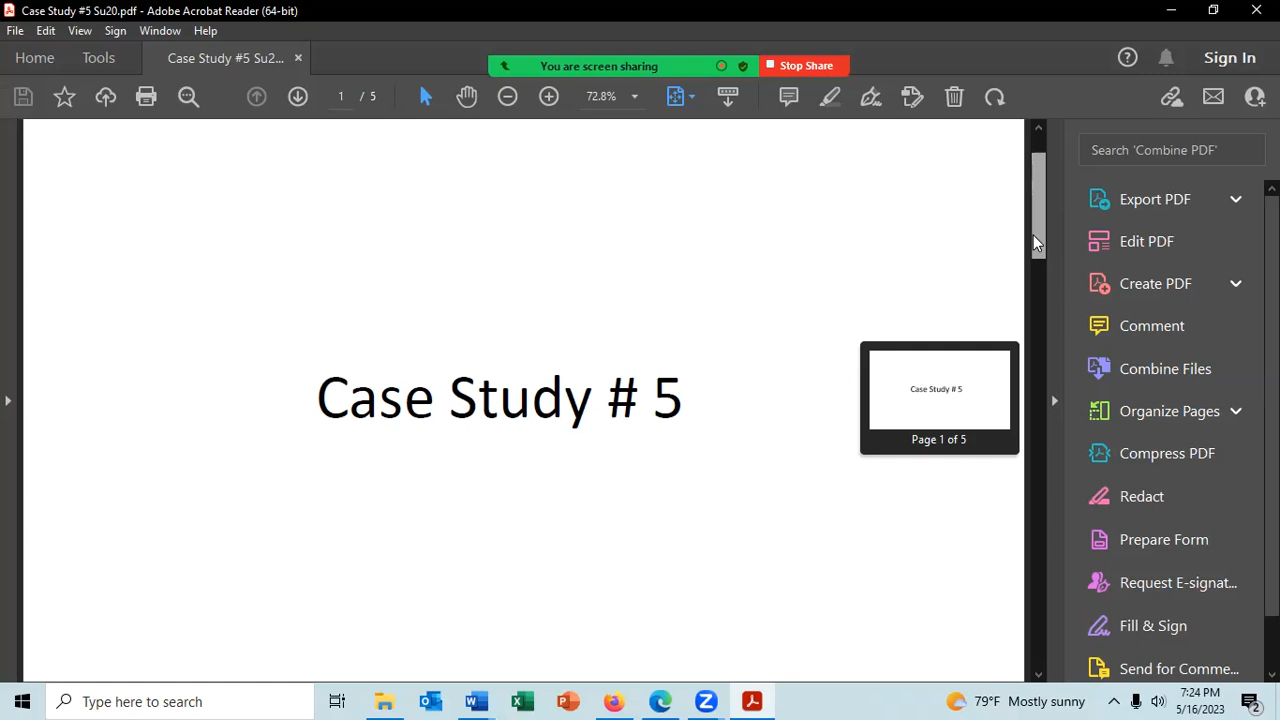 Case Study #5 Su20.pdf - Adobe Acrobat Reader (64-bit)
File Edit View Sign Window Help
Home Tools Case Study #5 Su2... ×
You are screen sharing Stop Share
Sign In
1 / 5 72.8%
Search 'Combine PDF'
Export PDF
Edit PDF
Create PDF
Comment
Combine Files
Organize Pages
Compress PDF
Redact
Prepare Form
Request E-signat...
Fill & Sign
Send for Comme...
Case Study # 5
Case Study # 5
Page 1 of 5
Type here to search
79°F Mostly sunny
7:24 PM
5/16/2023
2